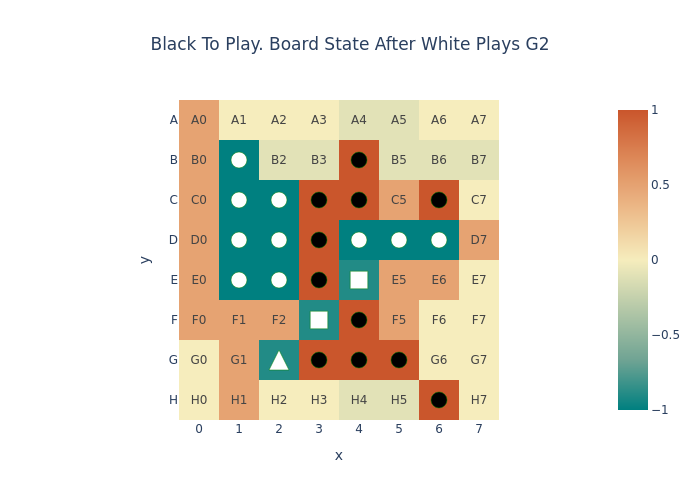 Black To Play. Board State After White Plays G2
A A0 A1 A2 A3 A4 A5 A6 A7
B B0 B2 B3 B5 B6 B7
C C0 C5 C7
D D0 D7
E E0 E5 E6 E7
F F0 F1 F2 F5 F6 F7
G G0 G1 G6 G7
H H0 H1 H2 H3 H4 H5 H7
0 1 2 3 4 5 6 7
x
y
1
0.5
0
−0.5
−1